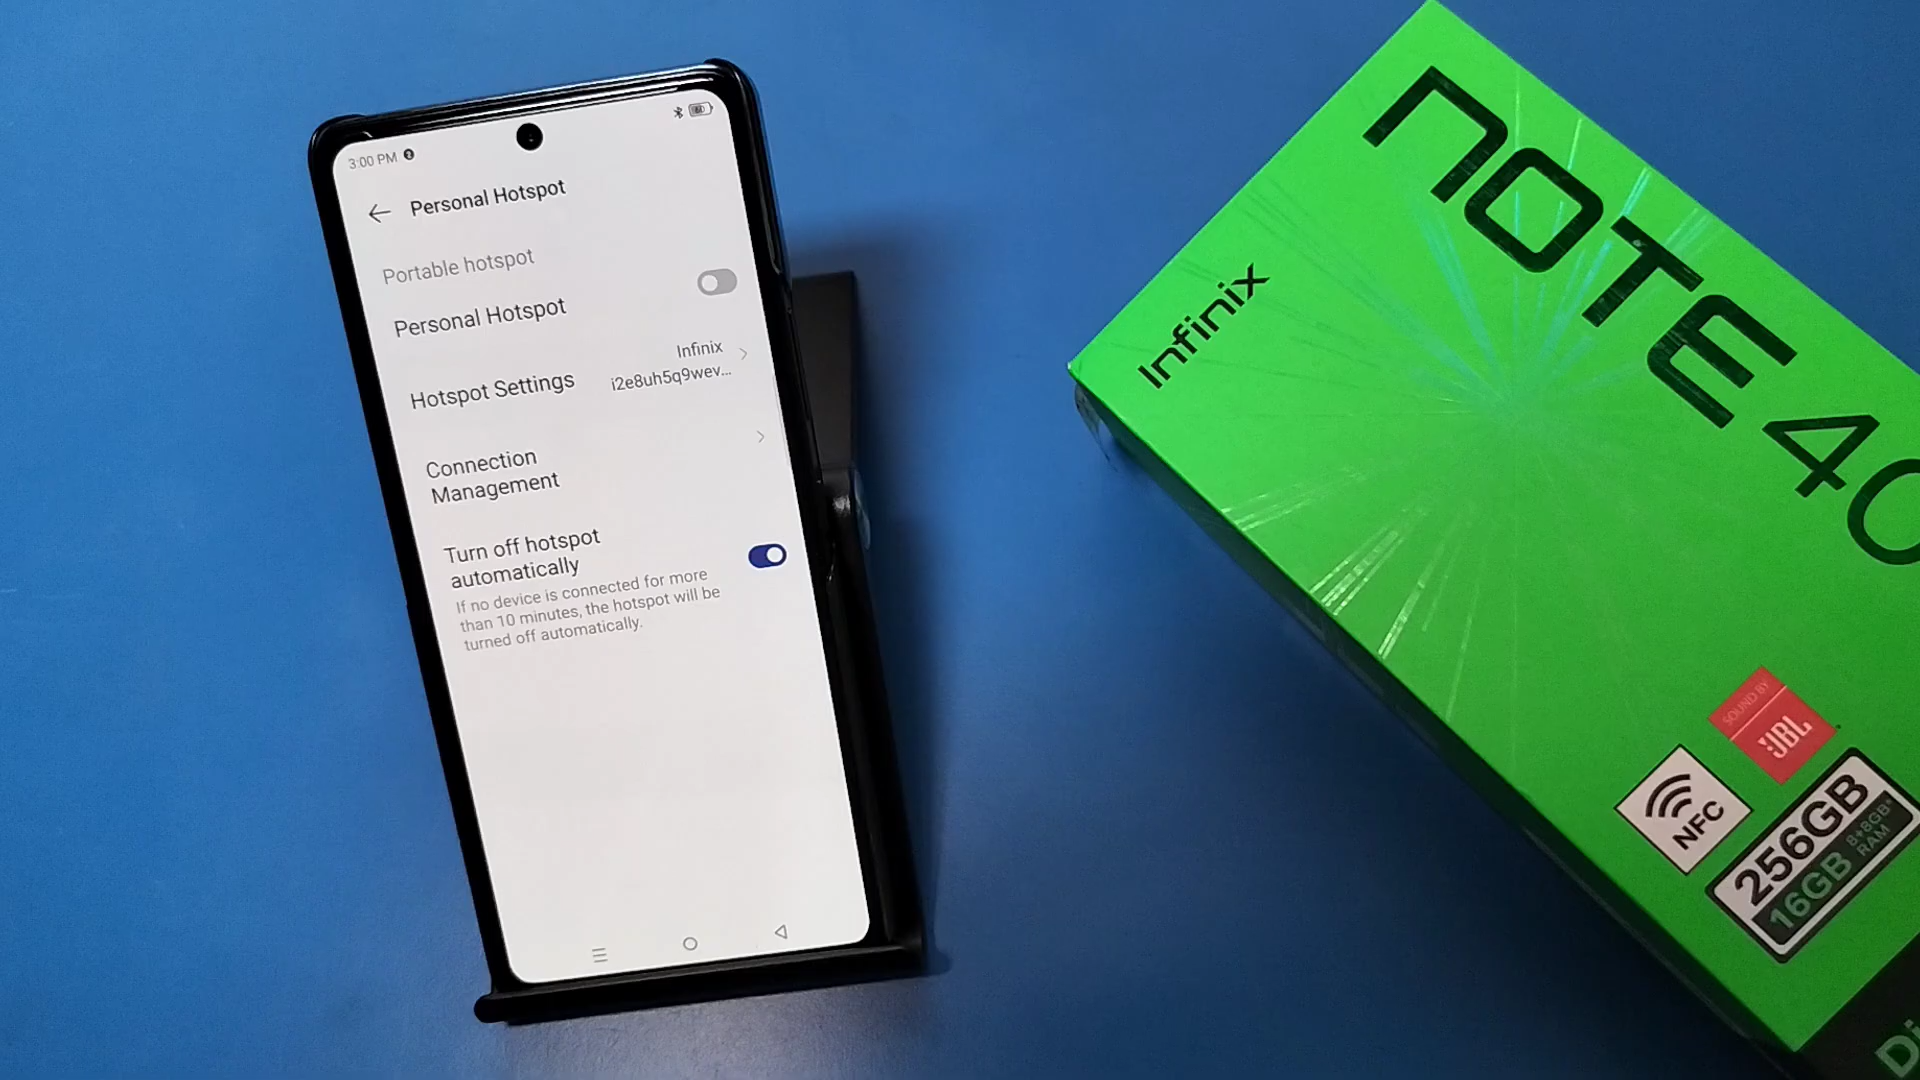 3:00 PM
Personal Hotspot
Portable hotspot
Personal Hotspot
Hotspot Settings
Infinix
i2e8uh5q9wev...
Connection
Management
Turn off hotspot
automatically
If no device is connected for more
than 10 minutes, the hotspot will be
turned off automatically.
NOTE 40
Infinix
SOUND BY
JBL
NFC
256GB
16GB 8+8GB*
RAM
Di